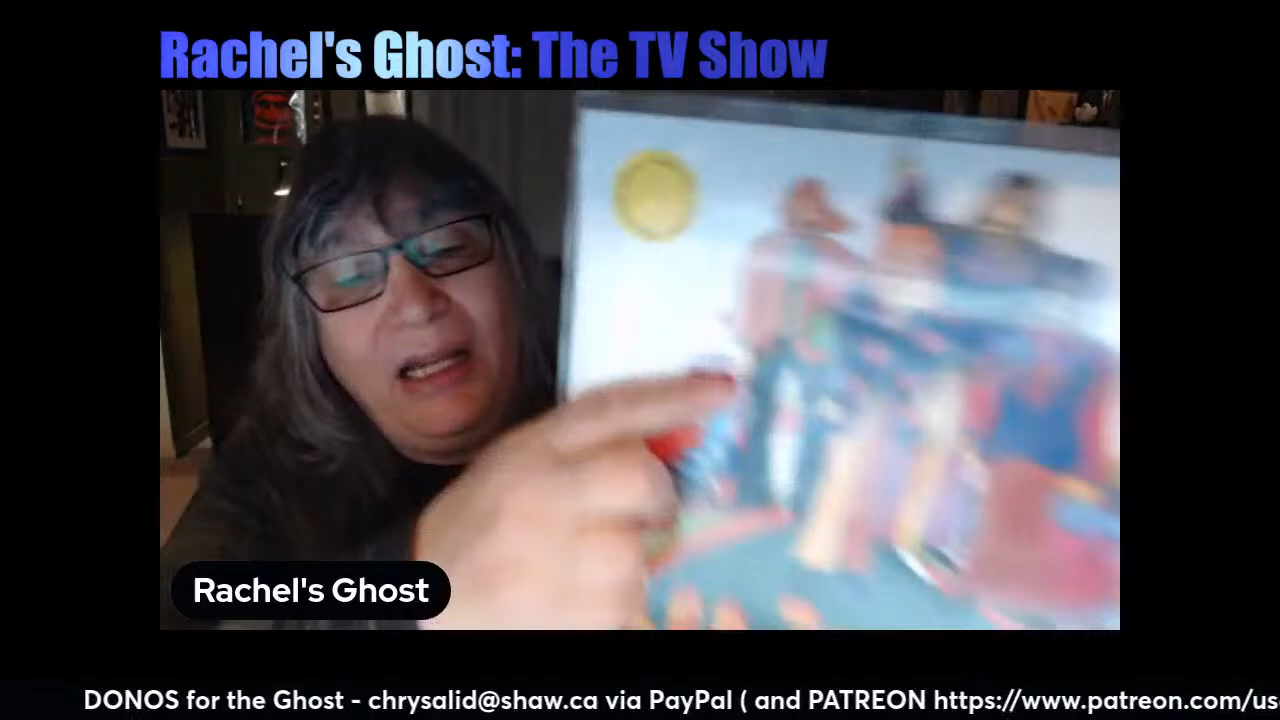 Rachel's Ghost: The TV Show
Rachel's Ghost
DONOS for the Ghost - chrysalid@shaw.ca via PayPal ( and PATREON https://www.patreon.com/us